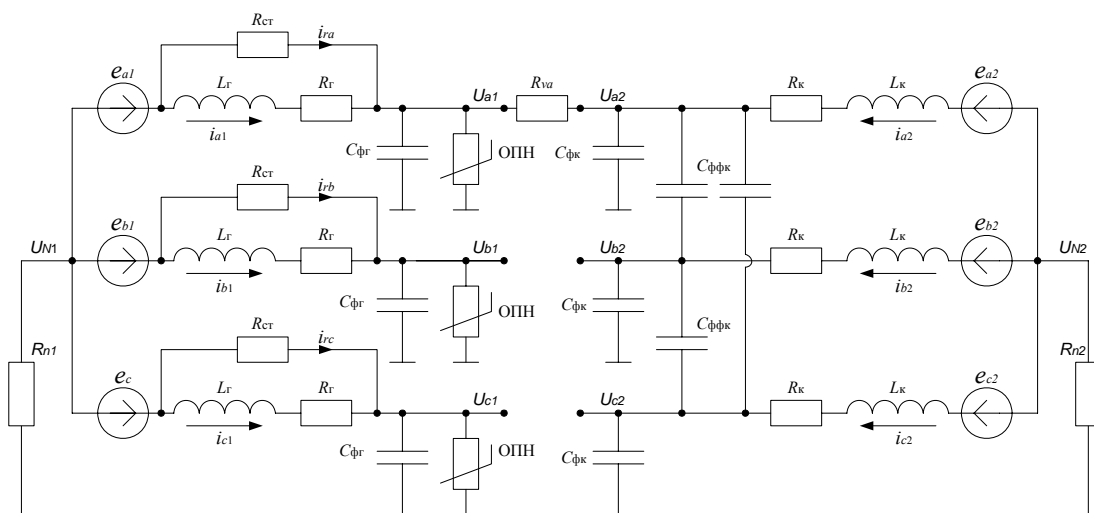 Rст
ira
ea1
Lг
Rг
Ua1
Rva
Ua2
Rк
Lк
ea2
ia1
Cфг
ОПН
Cфк
Cффк
ia2
Rст
irb
UN1
eb1
Lг
Rг
Ub1
Ub2
Rк
Lк
eb2
UN2
ib1
Cфг
ОПН
Cфк
Cффк
ib2
Rn1
Rст
irc
Rn2
ec
Lг
Rг
Uc1
Uc2
Rк
Lк
ec2
ic1
Cфг
ОПН
Cфк
ic2